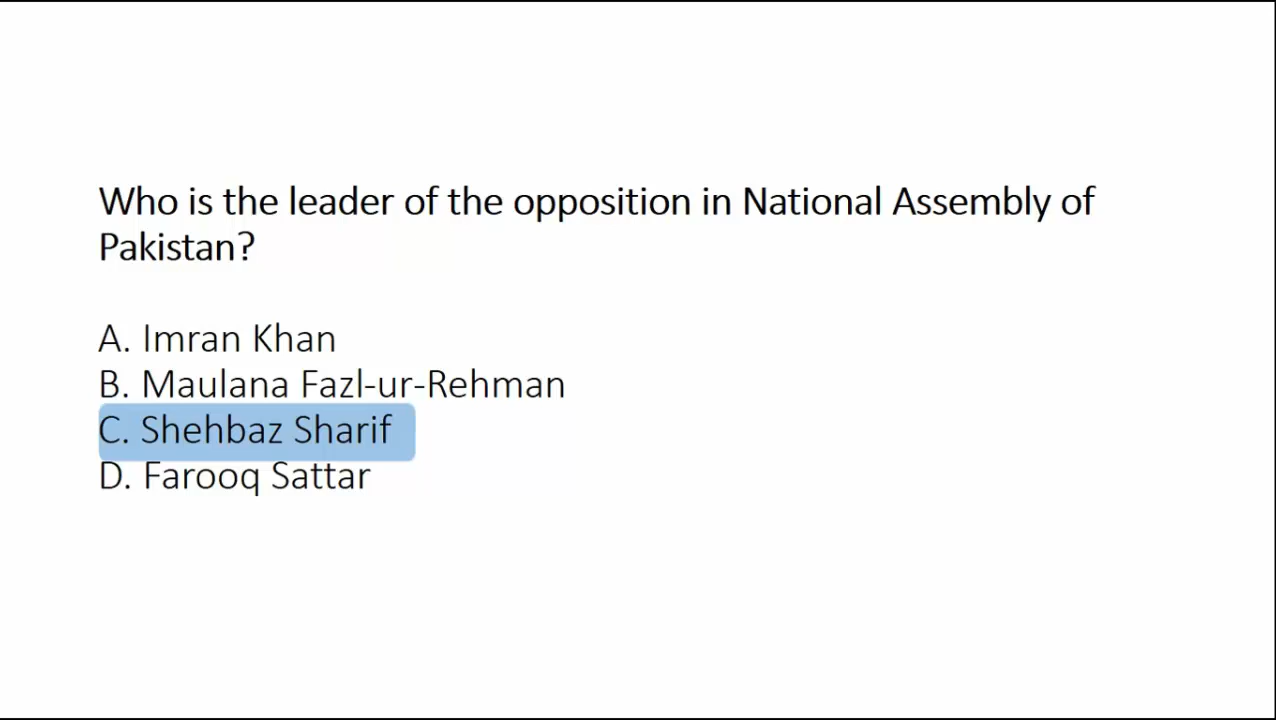 Who is the leader of the opposition in National Assembly of
Pakistan?
A. Imran Khan
B. Maulana Fazl-ur-Rehman
C. Shehbaz Sharif
D. Farooq Sattar